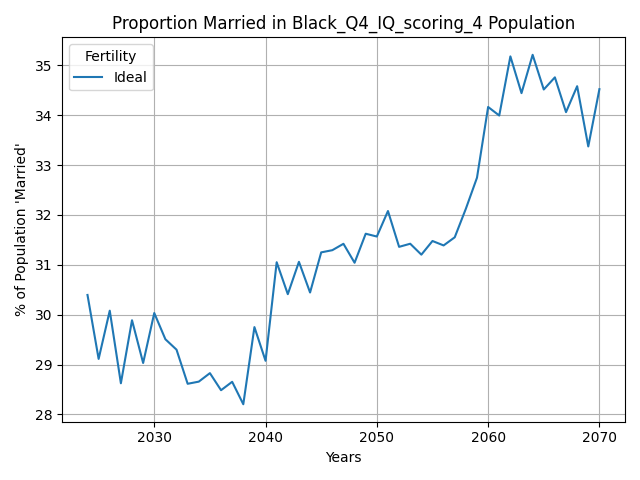 Proportion Married in Black_Q4_IQ_scoring_4 Population
Fertility
Ideal
% of Population 'Married'
35
34
33
32
31
30
29
28
2030
2040
2050
2060
2070
Years